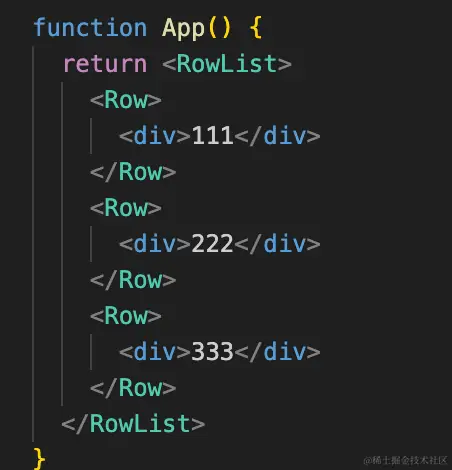 function App() {
return <RowList>
<Row>
<div>111</div>
</Row>
<Row>
<div>222</div>
</Row>
<Row>
<div>333</div>
</Row>
</RowList>
}
@稀土掘金技术社区